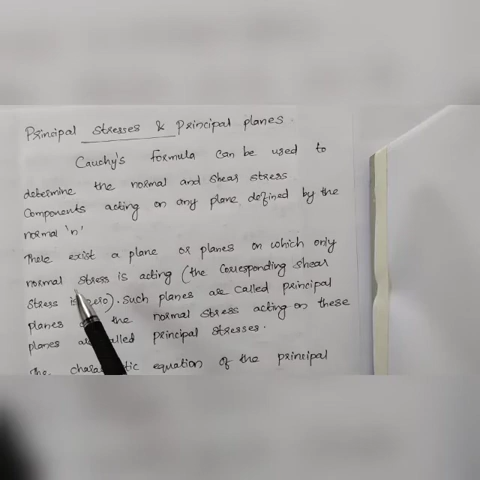 Principal stresses & Principal planes.
Cauchy's formula can be used to
determine the normal and shear stress
components acting on any plane defined by the
normal 'n'
There exist a plane or planes on which only
normal stress is acting (the corresponding shear
stress is zero). Such planes are called principal
planes the normal stress acting on these
planes are called principal stresses.
The equation of the principal